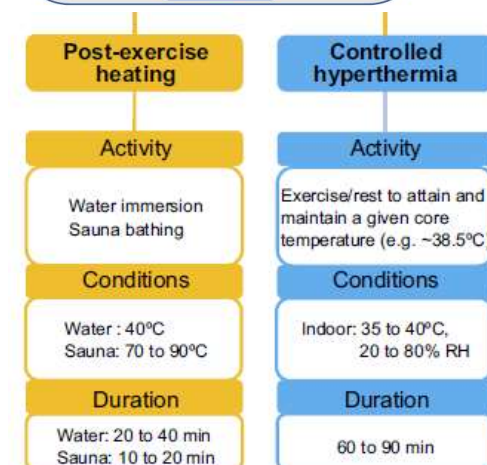 Post-exercise
heating
Activity
Water immersion
Sauna bathing
Conditions
Water : 40ºC
Sauna: 70 to 90ºC
Duration
Water: 20 to 40 min
Sauna: 10 to 20 min
Controlled
hyperthermia
Activity
Exercise/rest to attain and
maintain a given core
temperature (e.g. ~38.5ºC)
Conditions
Indoor: 35 to 40ºC,
20 to 80% RH
Duration
60 to 90 min